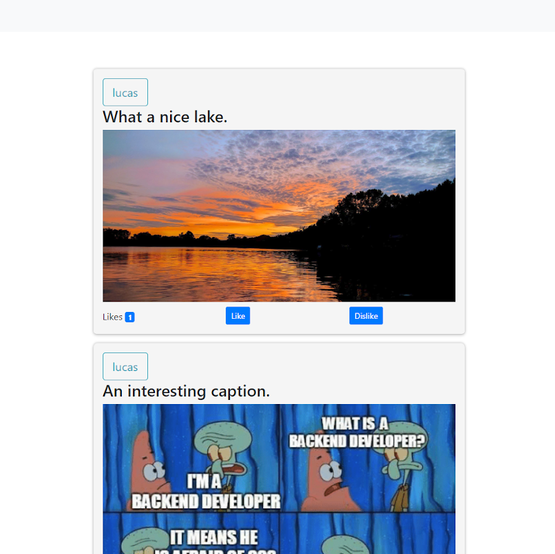 lucas
What a nice lake.
Likes 1
Like
Dislike
lucas
An interesting caption.
I'M A
BACKEND DEVELOPER
WHAT IS A
BACKEND DEVELOPER?
IT MEANS HE